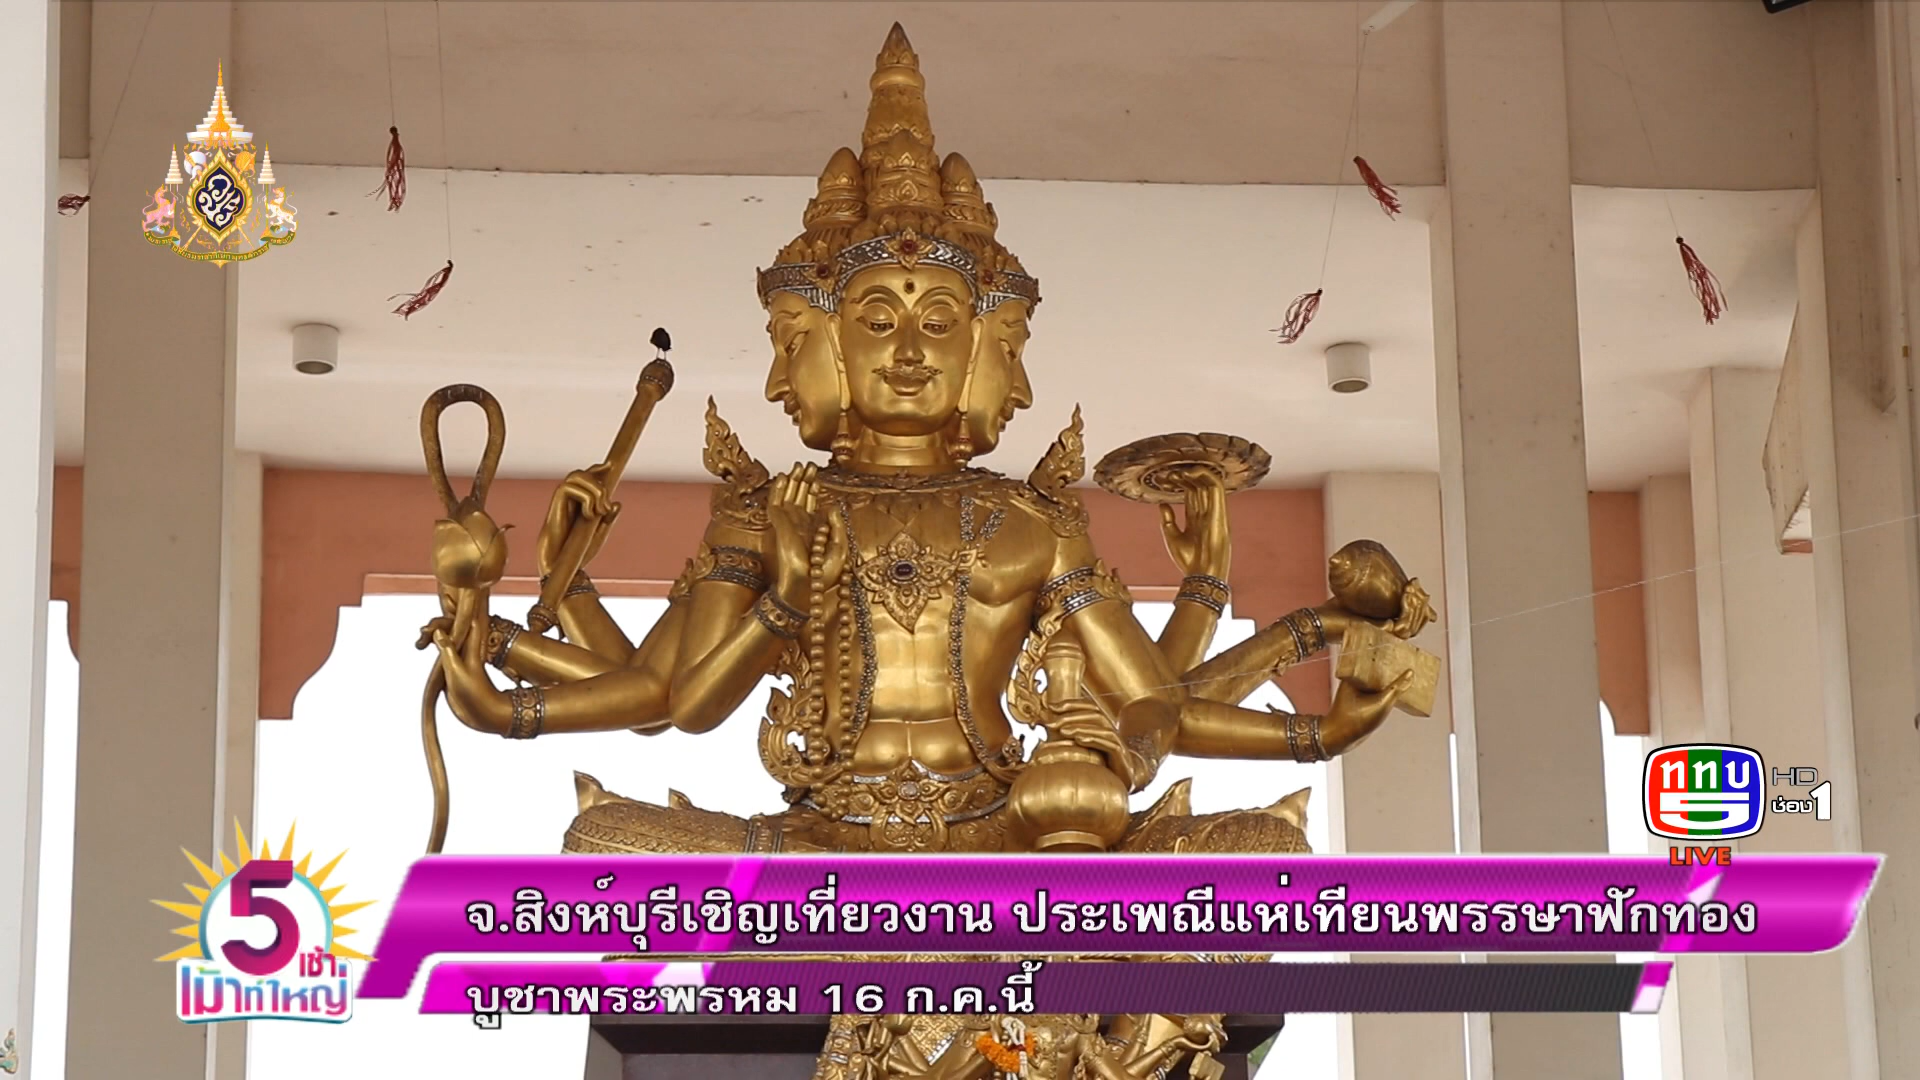 ททบ
5
HD
ช่อง1
LIVE
5
เช้า
เม้าท์ใหญ่
จ.สิงห์บุรีเชิญเที่ยวงาน ประเพณีแห่เทียนพรรษาฟักทอง
บูชาพระพรหม 16 ก.ค.นี้